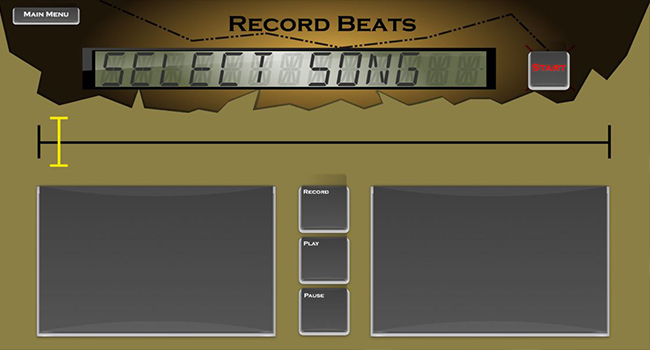 Main Menu
Record Beats
SELECT SONG
Start
Record
Play
Pause